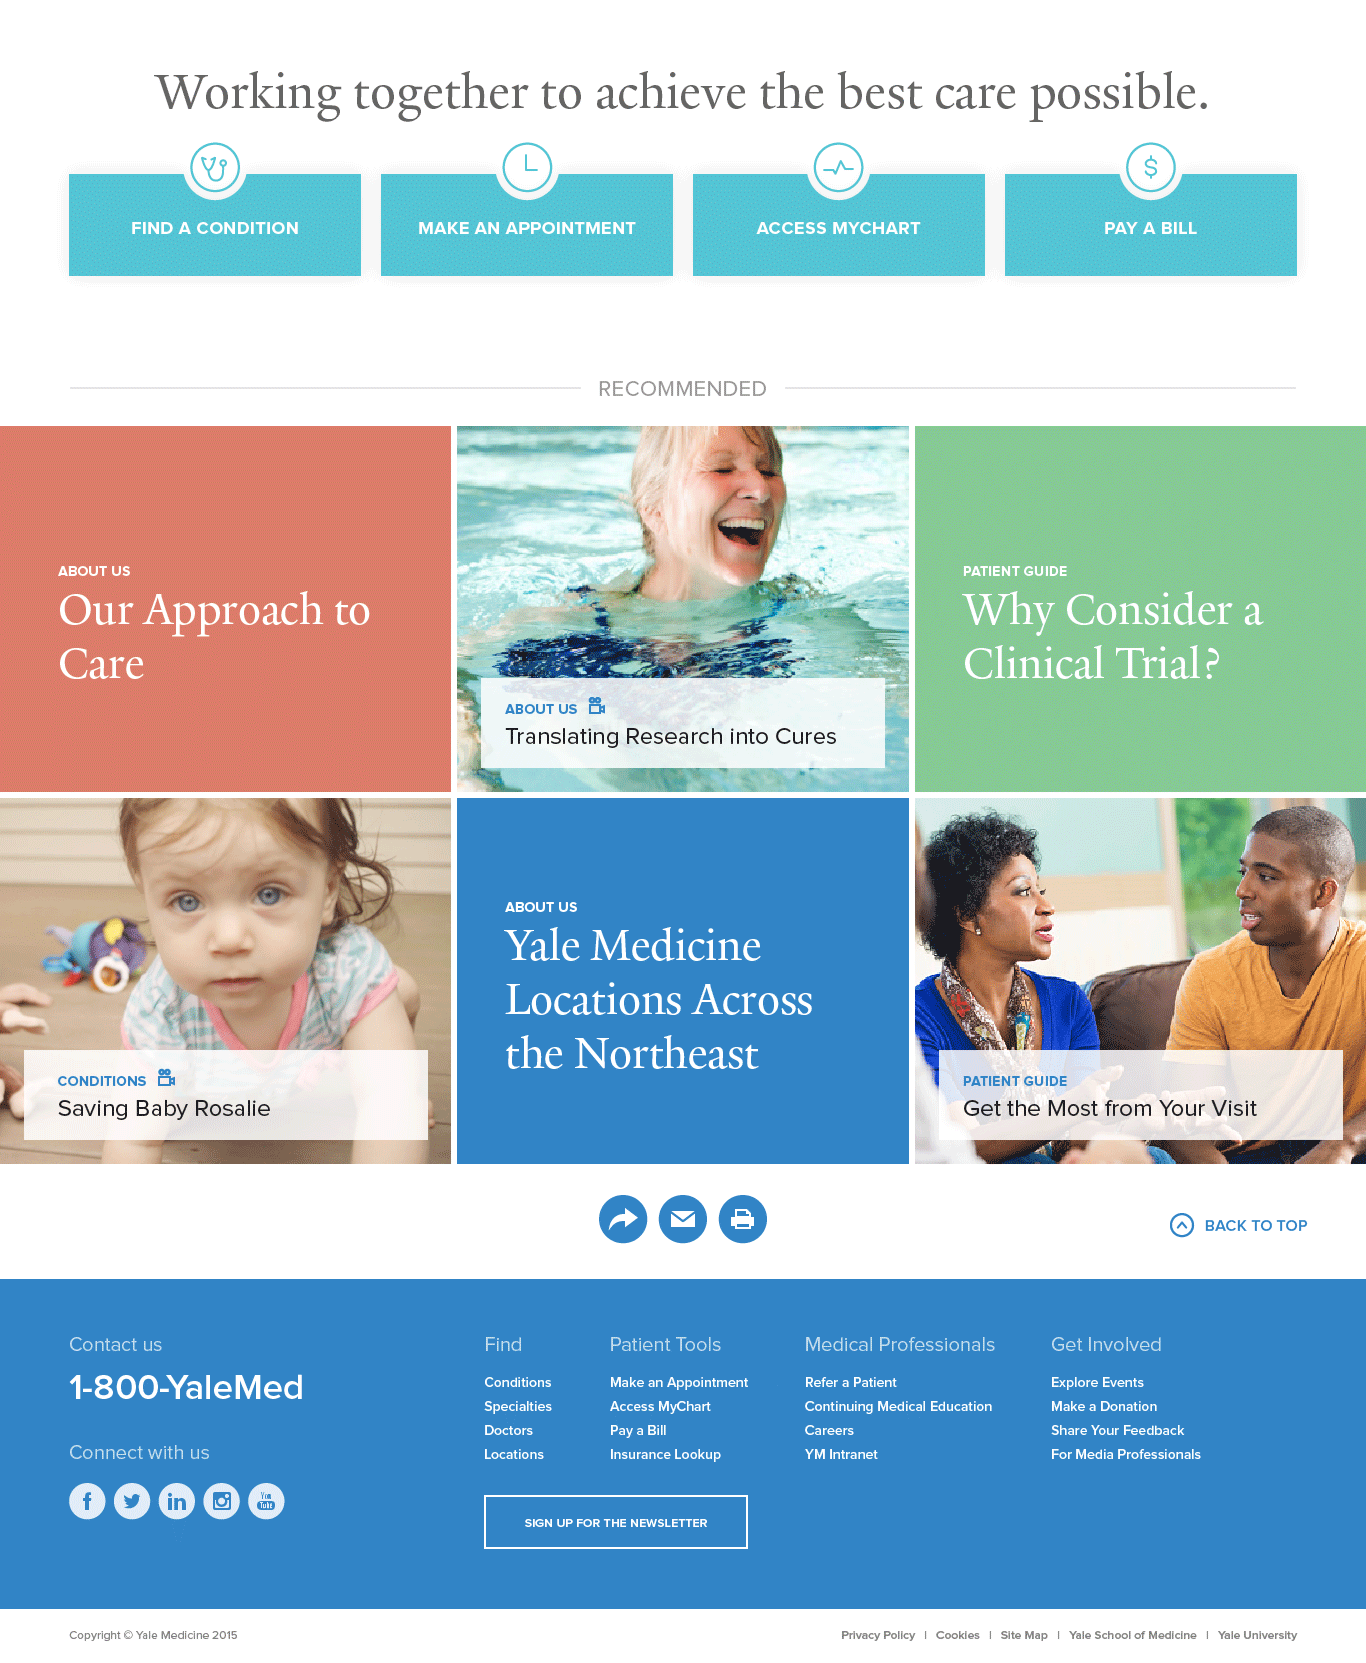 Working together to achieve the best care possible.
FIND A CONDITION
MAKE AN APPOINTMENT
ACCESS MYCHART
PAY A BILL
RECOMMENDED
ABOUT US
Our Approach to
Care
ABOUT US
Translating Research into Cures
PATIENT GUIDE
Why Consider a
Clinical Trial?
CONDITIONS
Saving Baby Rosalie
ABOUT US
Yale Medicine
Locations Across
the Northeast
PATIENT GUIDE
Get the Most from Your Visit
BACK TO TOP
Contact us
1-800-YaleMed
Connect with us
You
Tube
Find
Conditions
Specialties
Doctors
Locations
Patient Tools
Make an Appointment
Access MyChart
Pay a Bill
Insurance Lookup
Medical Professionals
Refer a Patient
Continuing Medical Education
Careers
YM Intranet
Get Involved
Explore Events
Make a Donation
Share Your Feedback
For Media Professionals
SIGN UP FOR THE NEWSLETTER
Copyright © Yale Medicine 2015
Privacy Policy | Cookies | Site Map | Yale School of Medicine | Yale University